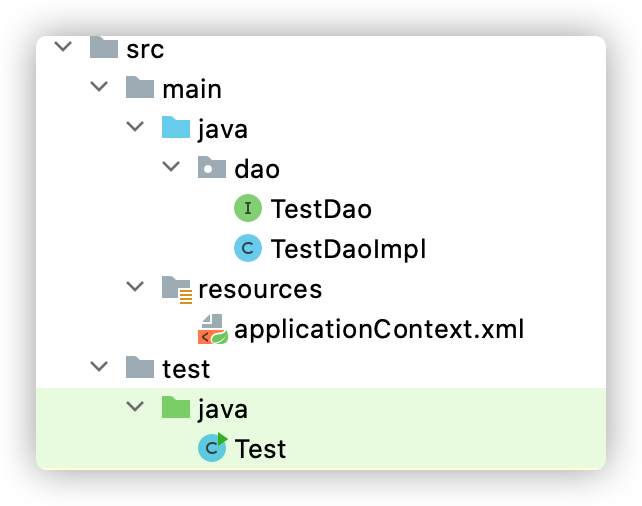 src
main
java
dao
I TestDao
C TestDaoImpl
resources
applicationContext.xml
test
java
C Test